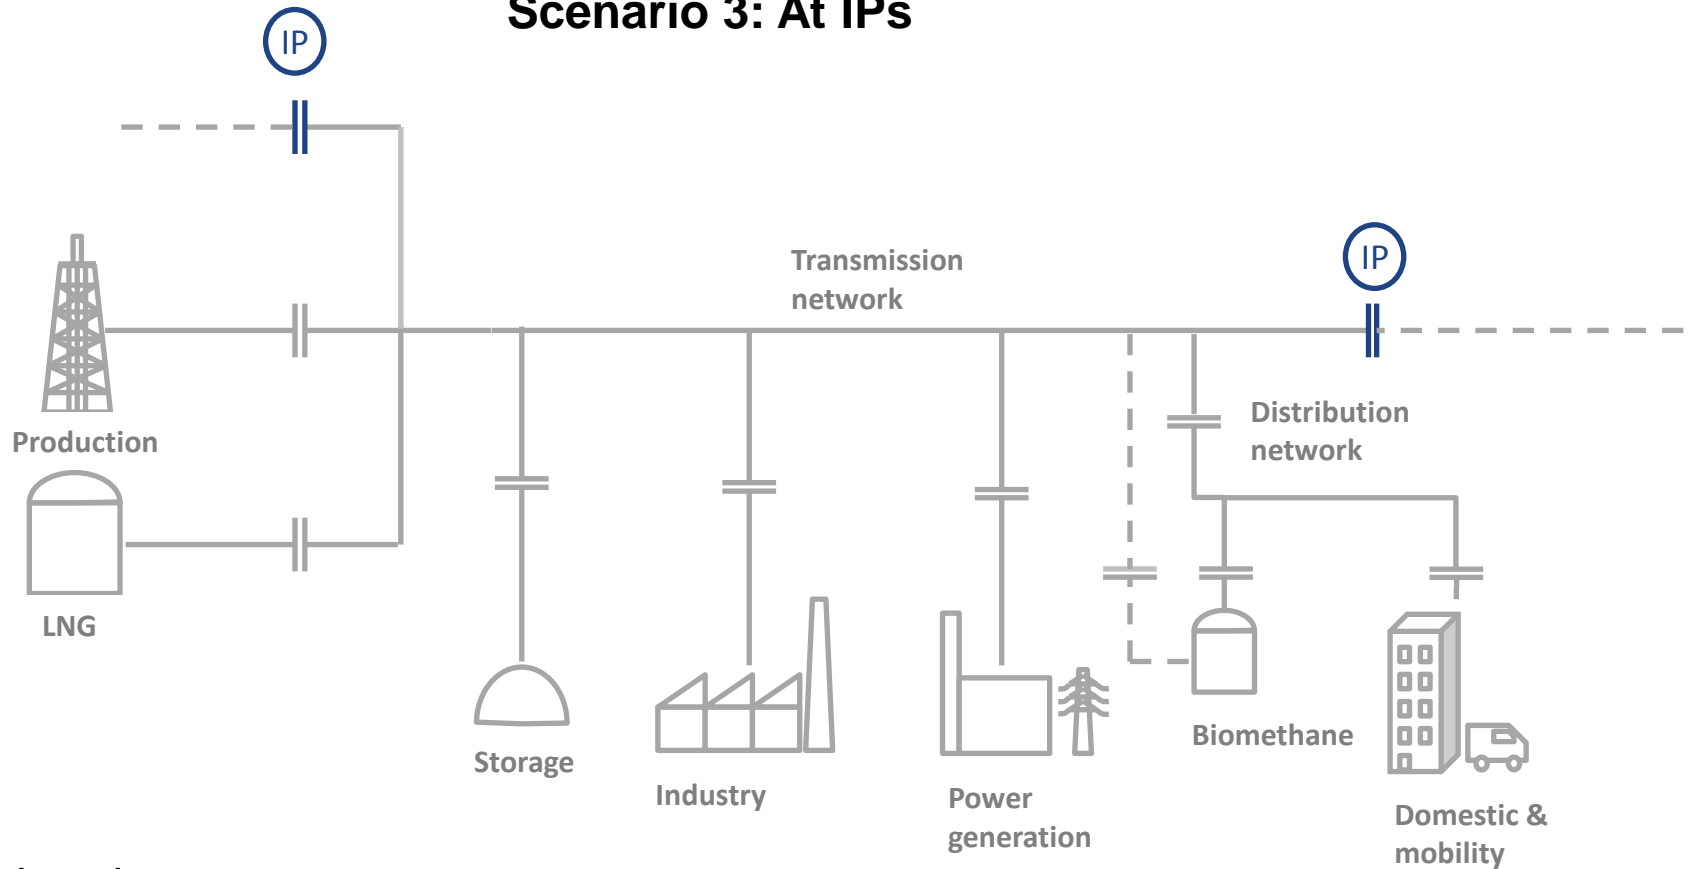 Scenario 3: At IPs
IP
IP
Transmission
network
Production
Distribution
network
LNG
Storage
Industry
Power
generation
Biomethane
Domestic &
mobility